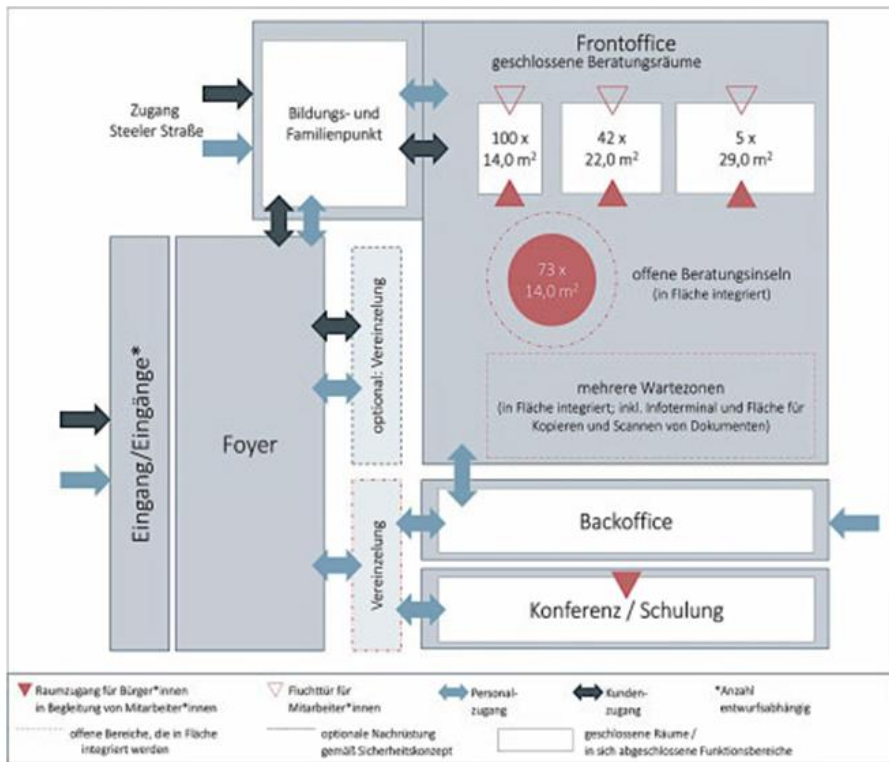 Frontoffice
geschlossene Beratungsräume
Zugang
Steeler Straße
Bildungs- und
Familienpunkt
100 x
14,0 m²
42 x
22,0 m²
5 x
29,0 m²
73 x
14,0 m²
offene Beratungsinseln
(in Fläche integriert)
mehrere Wartezonen
(in Fläche integriert; inkl. Infoterminal und Fläche für
Kopieren und Scannen von Dokumenten)
Eingang/Eingänge*
Foyer
optional: Vereinzelung
Vereinzelung
Backoffice
Konferenz / Schulung
Raumzugang für Bürger*innen
in Begleitung von Mitarbeiter*innen
Fluchttür für
Mitarbeiter*innen
Personal-
zugang
Kunden-
zugang
*Anzahl
entwurfsabhängig
offene Bereiche, die in Fläche
integriert werden
optionale Nachrüstung
gemäß Sicherheitskonzept
geschlossene Räume /
in sich abgeschlossene Funktionsbereiche